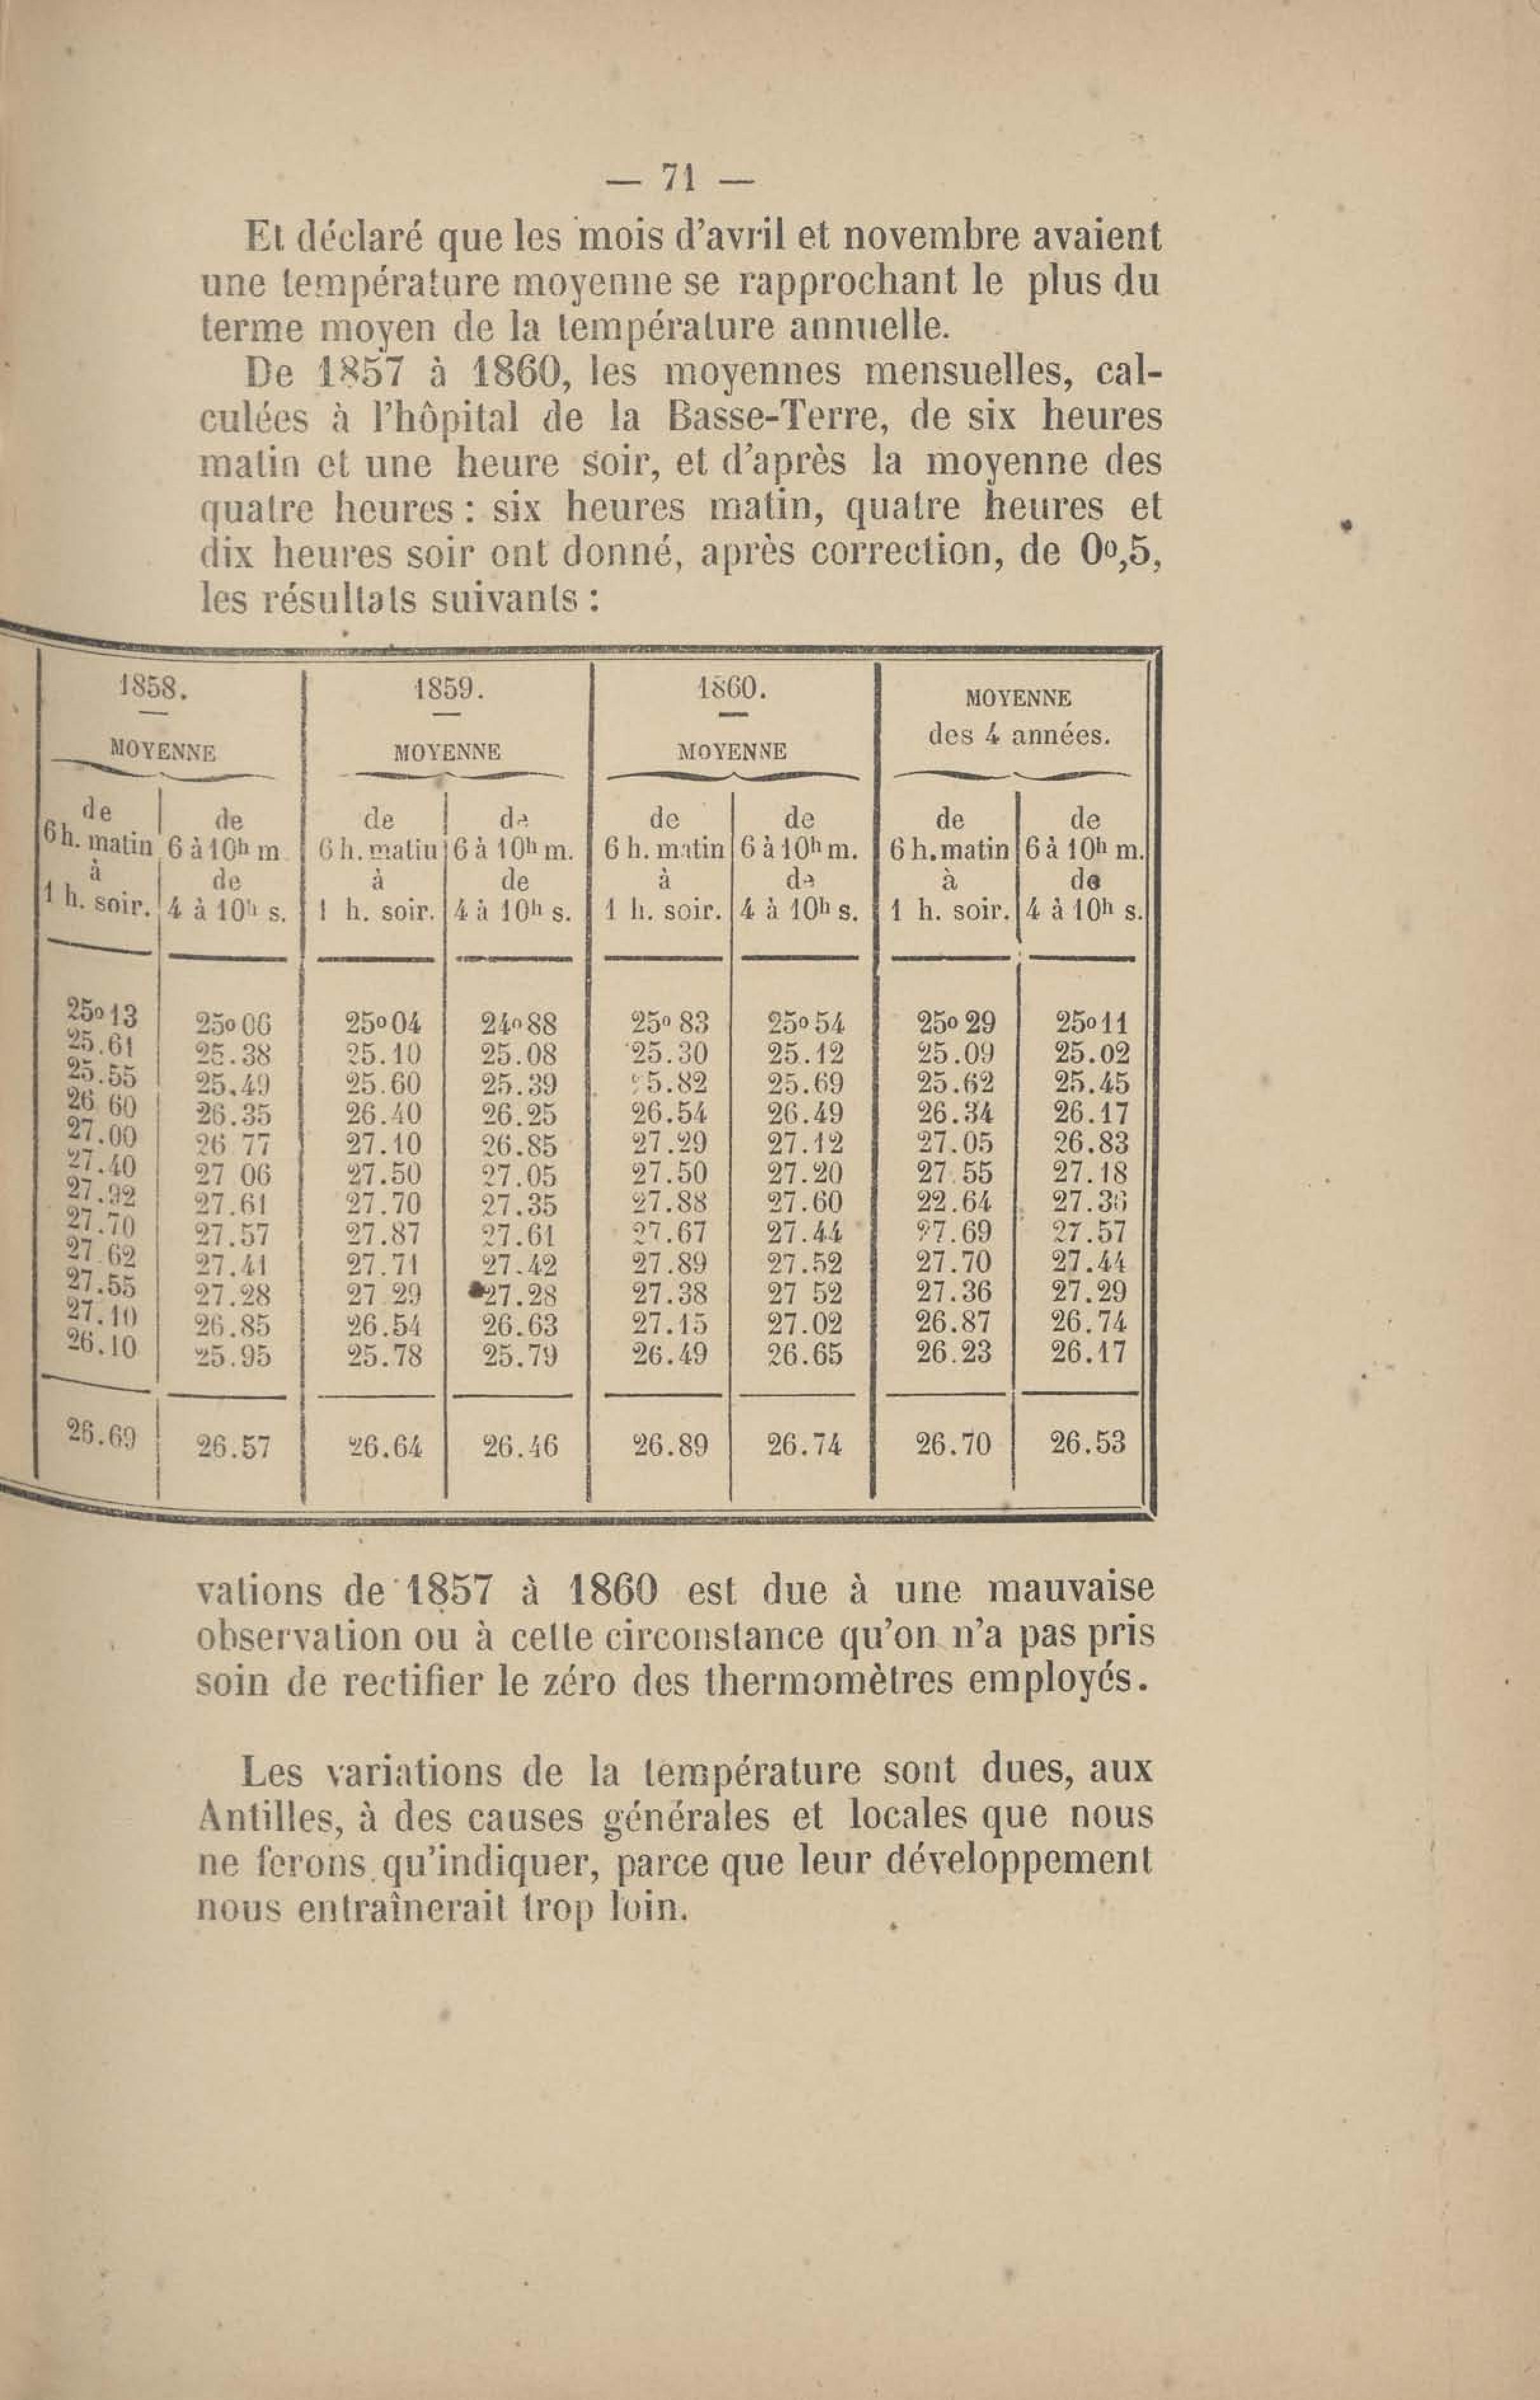 — 71 —
Et déclaré que les mois d'avril et novembre avaient
une température moyenne se rapprochant le plus du
terme moyen de la température annuelle.
De 1857 à 1860, les moyennes mensuelles, cal-
culées à l'hôpital de la Basse-Terre, de six heures
matin et une heure soir, et d'après la moyenne des
quatre heures : six heures matin, quatre heures et
dix heures soir ont donné, après correction, de 0o,5,
les résultats suivants :
1858. 1859. 1860. MOYENNE
des 4 années.
MOYENNE MOYENNE MOYENNE
de de de de de de de de
6 h. matin 6 à 10h m 6 h. matin 6 à 10h m. 6 h. matin 6 à 10h m. 6 h. matin 6 à 10h m.
à de à de à de à de
1 h. soir. 4 à 10h s. 1 h. soir. 4 à 10h s. 1 h. soir. 4 à 10h s. 1 h. soir. 4 à 10h s.
25o13 25o06 25o04 24o88 25o83 25o54 25o29 25o11
25.61 25.38 25.10 25.08 25.30 25.12 25.09 25.02
25.55 25.49 25.60 25.39 25.82 25.69 25.62 25.45
26 60 26.35 26.40 26.25 26.54 26.49 26.34 26.17
27.00 26 77 27.10 26.85 27.29 27.12 27.05 26.83
27.40 27 06 27.50 27.05 27.50 27.20 27.55 27.18
27.92 27.61 27.70 27.35 27.88 27.60 22.64 27.36
27.70 27.57 27.87 27.61 27.67 27.44 27.69 27.57
27 62 27.41 27.71 27.42 27.89 27.52 27.70 27.44
27.55 27.28 27 29 27.28 27.38 27 52 27.36 27.29
27.10 26.85 26.54 26.63 27.15 27.02 26.87 26.74
26.10 25.95 25.78 25.79 26.49 26.65 26.23 26.17
26.69 26.57 26.64 26.46 26.89 26.74 26.70 26.53
vations de 1857 à 1860 est due à une mauvaise
observation ou à cette circonstance qu'on n'a pas pris
soin de rectifier le zéro des thermomètres employés.
Les variations de la température sont dues, aux
Antilles, à des causes générales et locales que nous
ne ferons qu'indiquer, parce que leur développement
nous entraînerait trop loin.